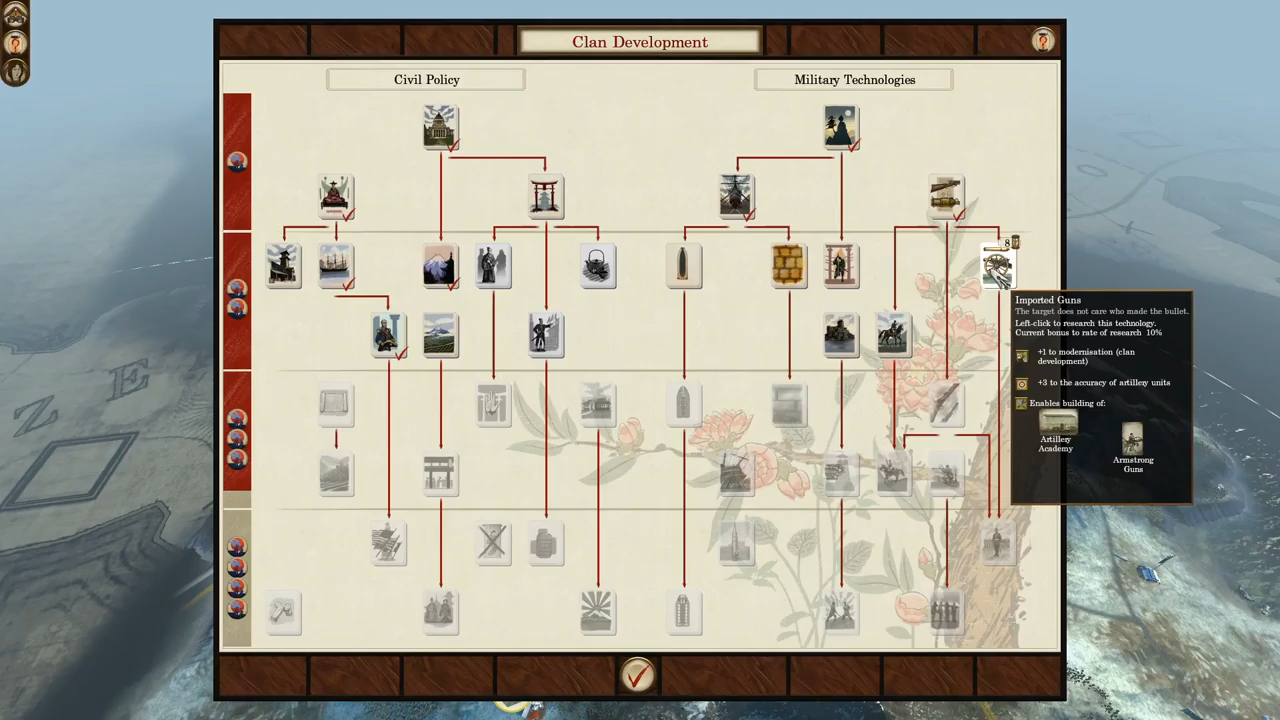 Clan Development
Civil Policy
Military Technologies
8
Imported Guns
The target does not care who made the bullet.
Left-click to research this technology.
Current bonus to rate of research 10%
+1 to modernisation (clan
development)
+3 to the accuracy of artillery units
Enables building of:
Artillery
Academy
Armstrong
Guns
Z
E